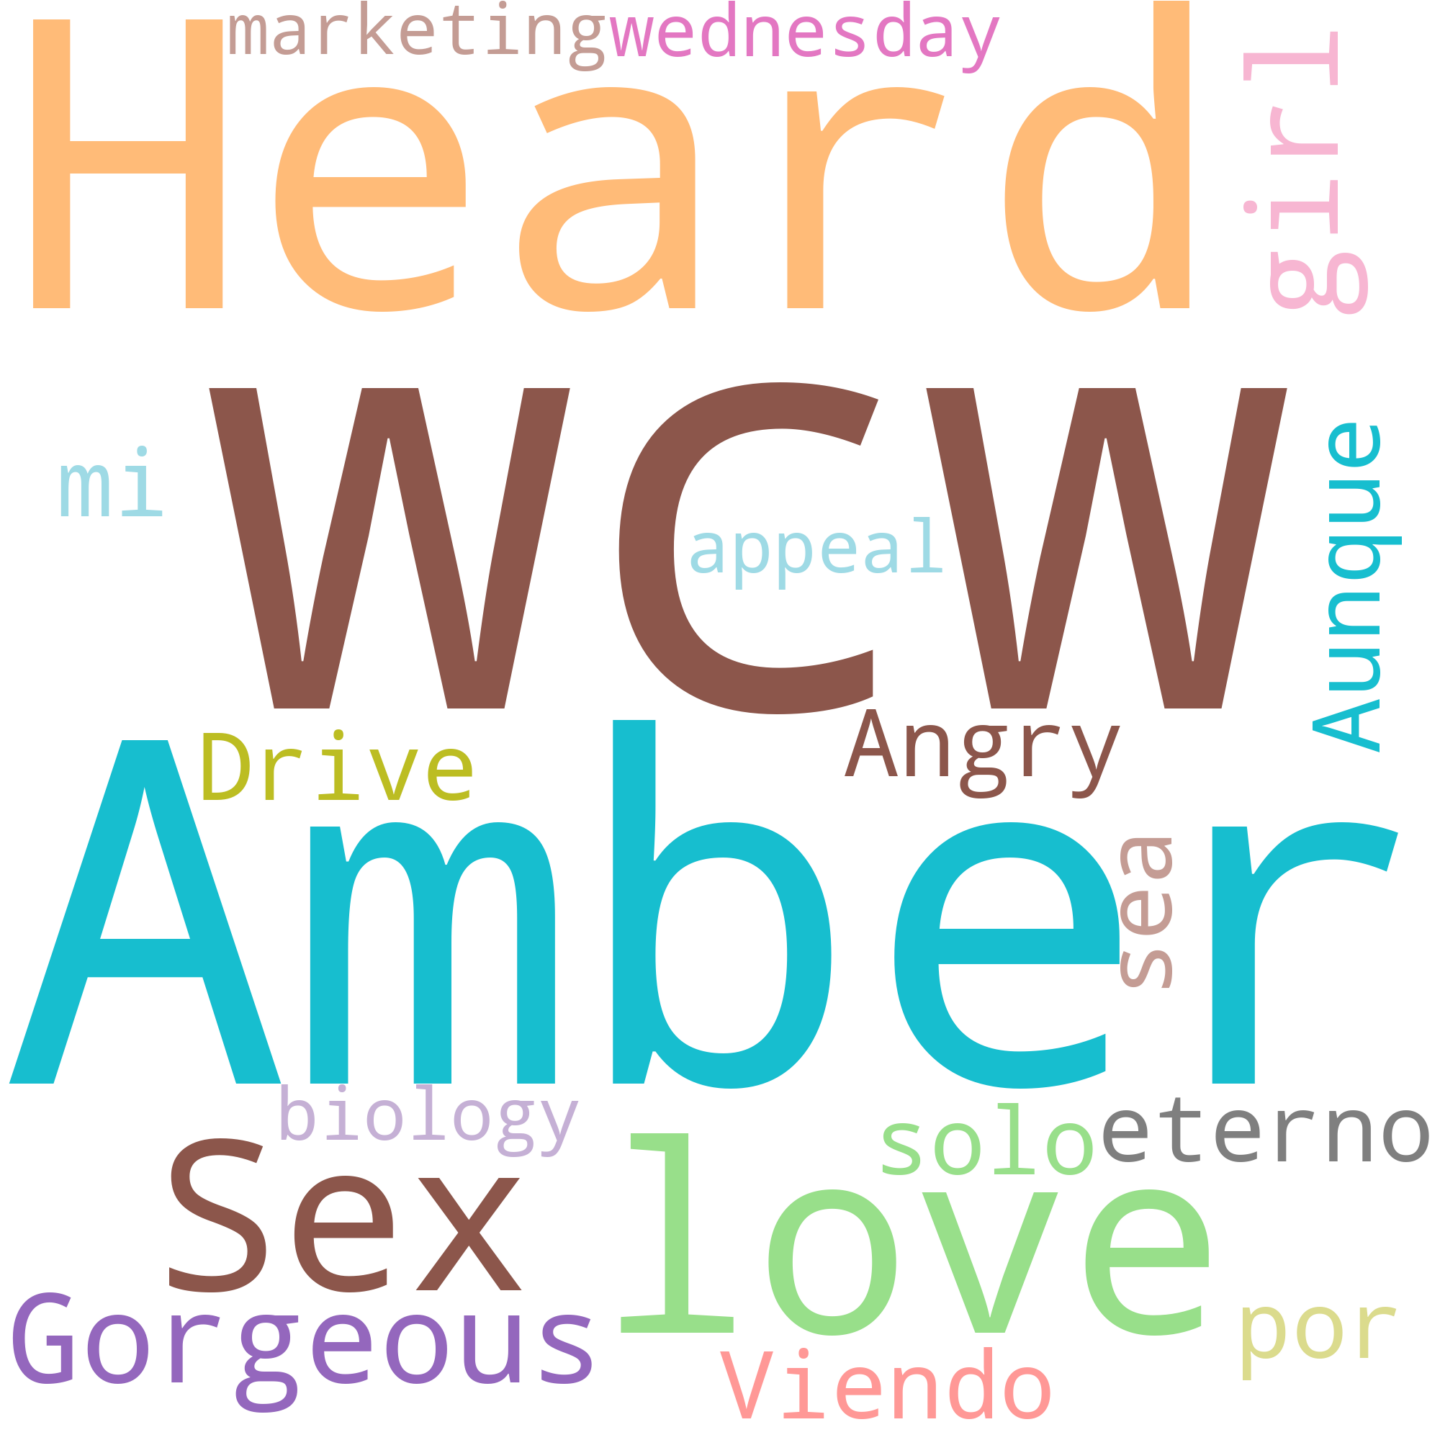 marketing
wednesday
Heard
girl
WCW
mi
appeal
Aunque
Drive
Angry
Amber
sea
biology
solo
eterno
Sex
love
Gorgeous
por
Viendo